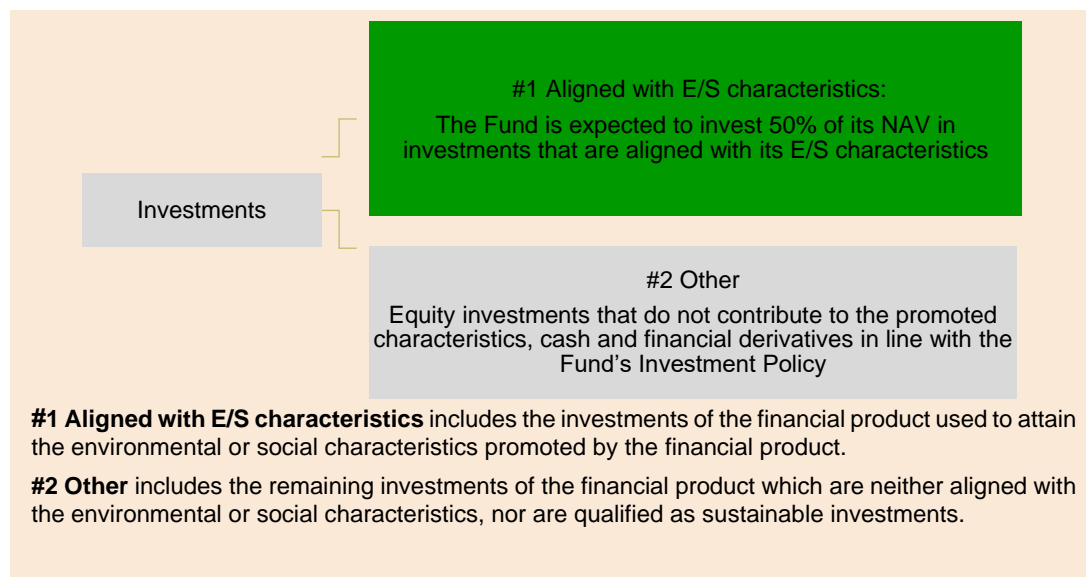 #1 Aligned with E/S characteristics:
The Fund is expected to invest 50% of its NAV in
investments that are aligned with its E/S characteristics
Investments
#2 Other
Equity investments that do not contribute to the promoted
characteristics, cash and financial derivatives in line with the
Fund's Investment Policy
#1 Aligned with E/S characteristics includes the investments of the financial product used to attain
the environmental or social characteristics promoted by the financial product.
#2 Other includes the remaining investments of the financial product which are neither aligned with
the environmental or social characteristics, nor are qualified as sustainable investments.